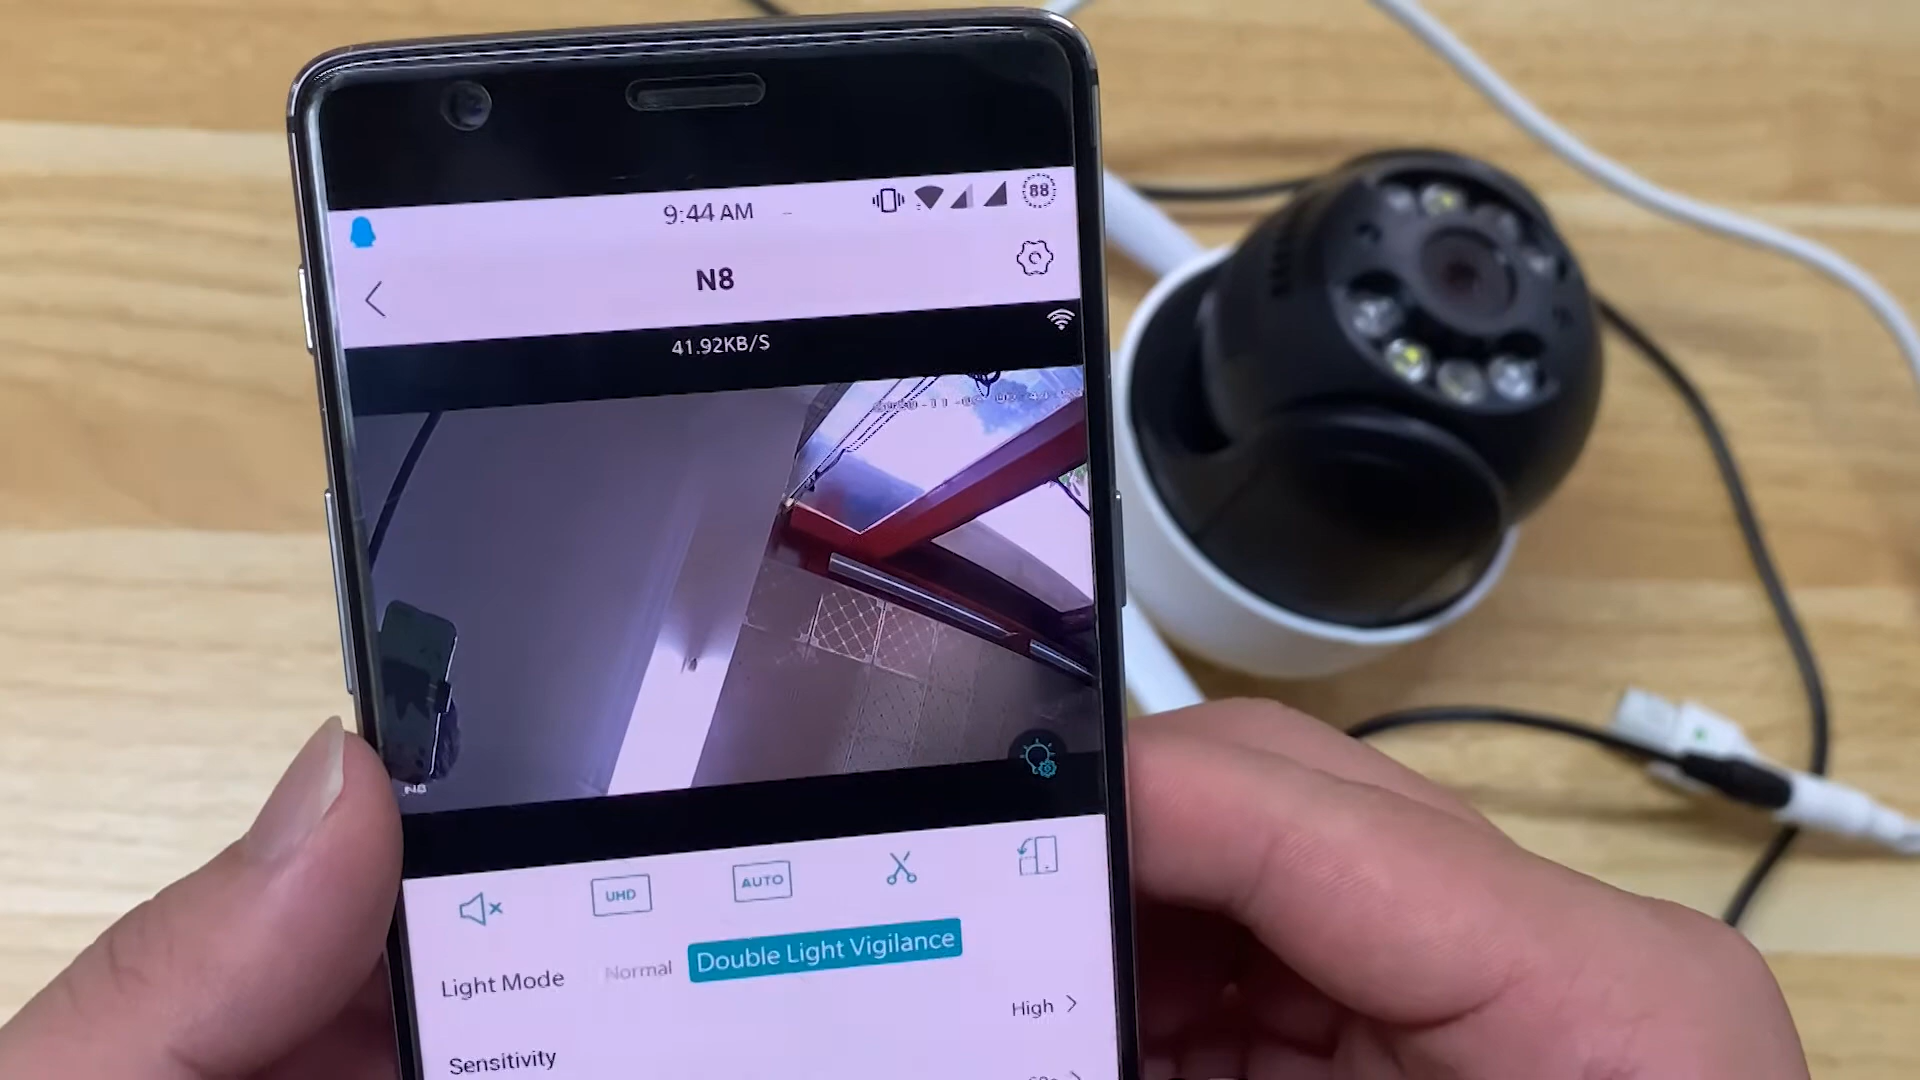 9:44 AM
88
N8
41.92KB/S
N8
UHD
AUTO
Light Mode Normal Double Light Vigilance
High
Sensitivity